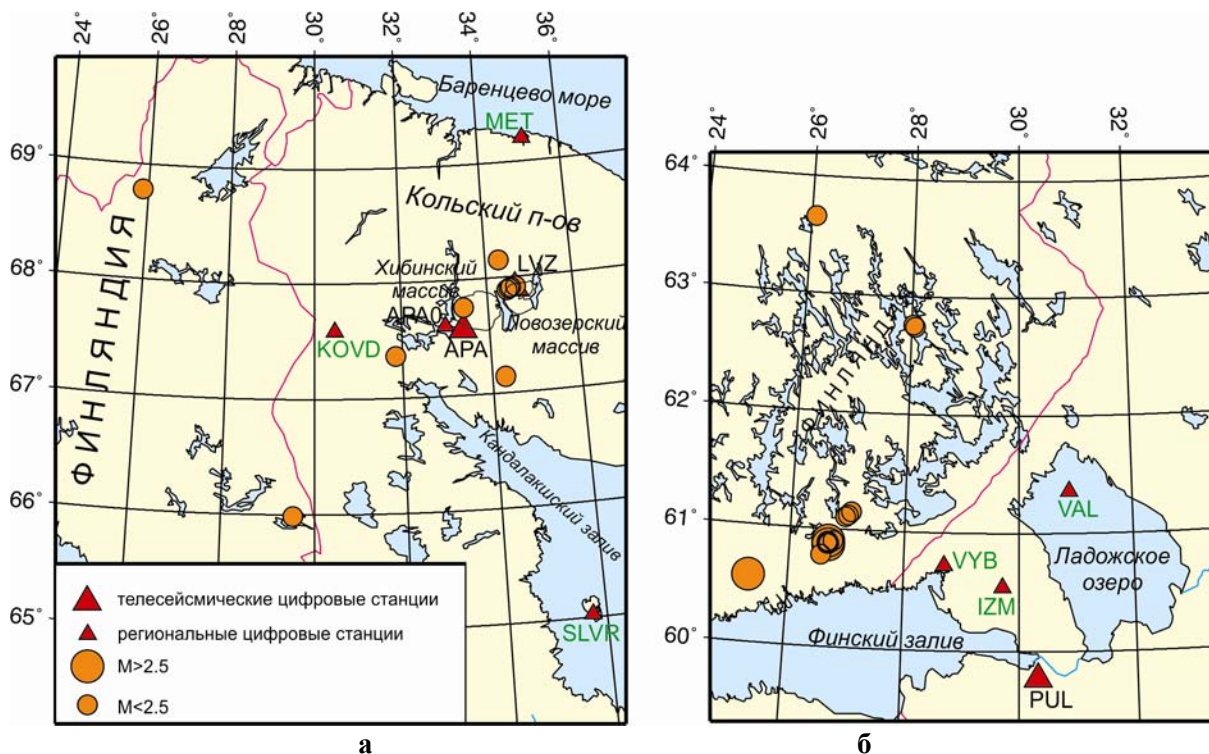 24° 26° 28° 30° 32° 34° 36°
Баренцево море
MET
69°
Кольский п-ов
ФИНЛЯНДИЯ
68°
LVZ
Хибинский
массив
APA0
Ловозерский
массив
KOVD
APA
67°
Кандалакшский залив
66°
65°
SLVR
телесейсмические цифровые станции
региональные цифровые станции
M>2.5
M<2.5
а
24° 26° 28° 30° 32°
64°
63°
ФИНЛЯНД
62°
61°
VAL
VYB
Ладожское
озеро
IZM
60°
Финский залив
PUL
б